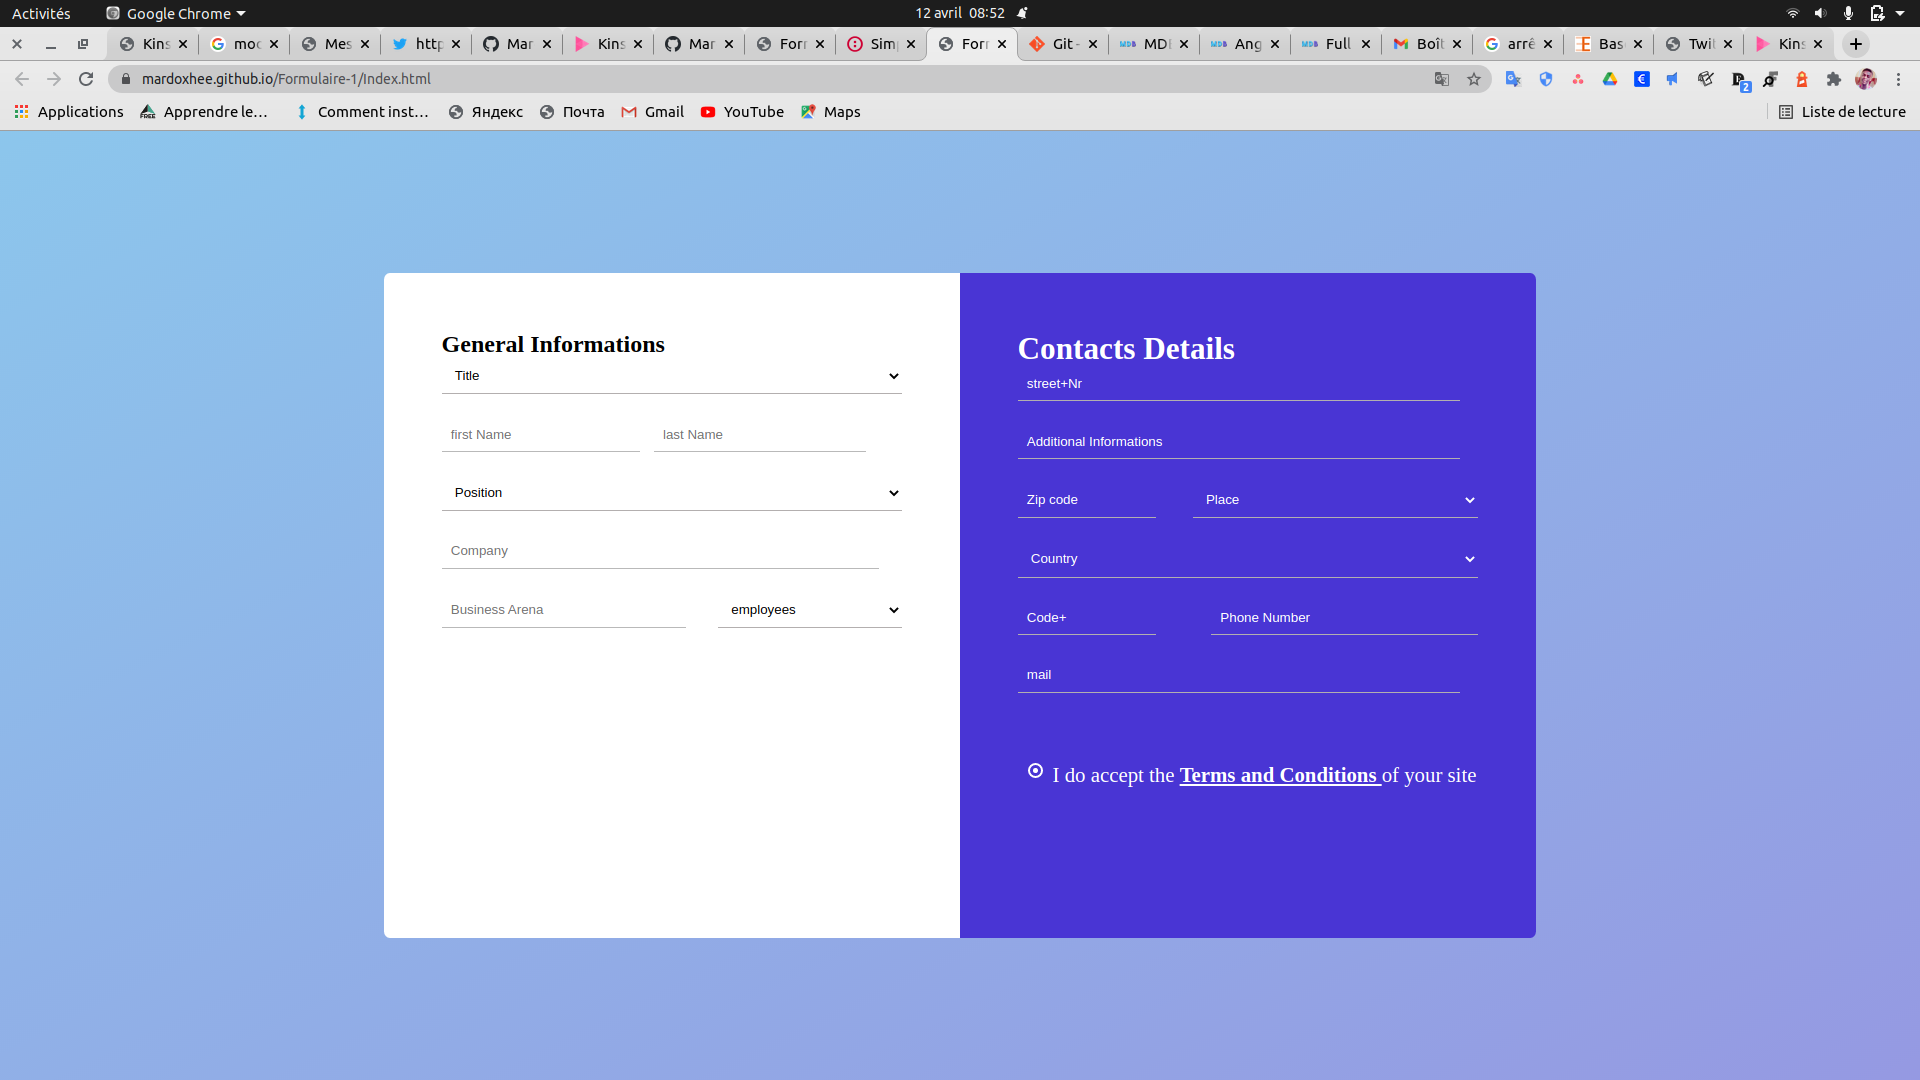 Activités Google Chrome 12 avril 08:52
Kins moc Mes http Mar Kins Mar Forr Sim Forr Git - MDI Ang Full Boît arrê Bas Twil Kins
mardoxhee.github.io/Formulaire-1/Index.html
2
Applications Apprendre le... Comment inst... Яндекс Почта Gmail YouTube Maps Liste de lecture
General Informations
Title
first Name last Name
Position
Company
Business Arena employees
Contacts Details
street+Nr
Additional Informations
Zip code Place
Country
Code+ Phone Number
mail
I do accept the Terms and Conditions of your site